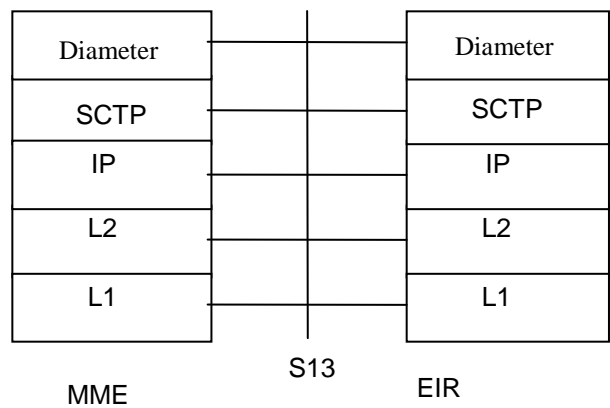 Diameter
Diameter
SCTP
SCTP
IP
IP
L2
L2
L1
L1
S13
MME
EIR